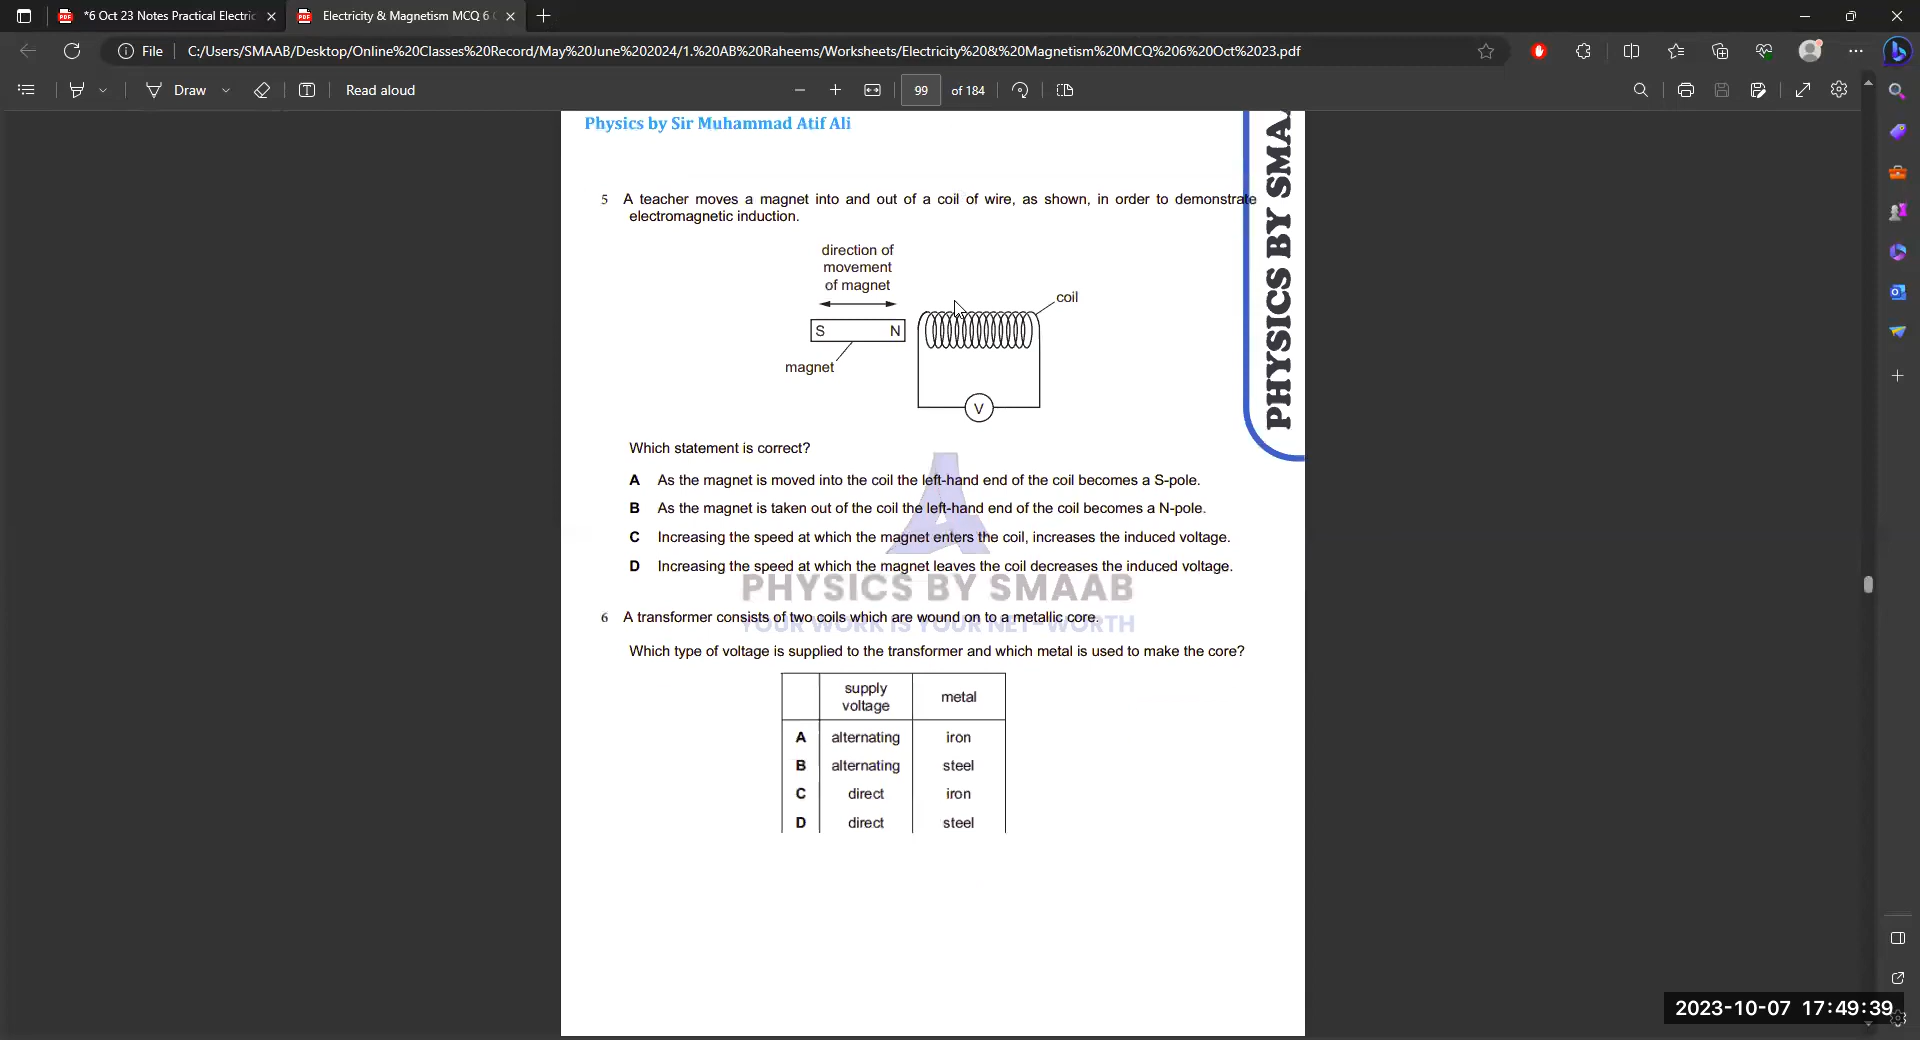 *6 Oct 23 Notes Practical Electric
Electricity & Magnetism MCQ 6 O
File
C:/Users/SMAAB/Desktop/Online%20Classes%20Record/May%20June%202024/1.%20AB%20Raheems/Worksheets/Electricity%20&%20Magnetism%20MCQ%206%20Oct%2023.pdf
Draw
Read aloud
99
of 184
Physics by Sir Muhammad Atif Ali
PHYSICS BY SMA
5 A teacher moves a magnet into and out of a coil of wire, as shown, in order to demonstrate
electromagnetic induction.
direction of
movement
of magnet
coil
S N
magnet
V
Which statement is correct?
A As the magnet is moved into the coil the left-hand end of the coil becomes a S-pole.
B As the magnet is taken out of the coil the left-hand end of the coil becomes a N-pole.
C Increasing the speed at which the magnet enters the coil, increases the induced voltage.
D Increasing the speed at which the magnet leaves the coil decreases the induced voltage.
PHYSICS BY SMAAB
6 A transformer consists of two coils which are wound on to a metallic core.
YOUR WORK IS YOUR NET-WORTH
Which type of voltage is supplied to the transformer and which metal is used to make the core?
supply
voltage
metal
A alternating iron
B alternating steel
C direct iron
D direct steel
2023-10-07 17:49:39